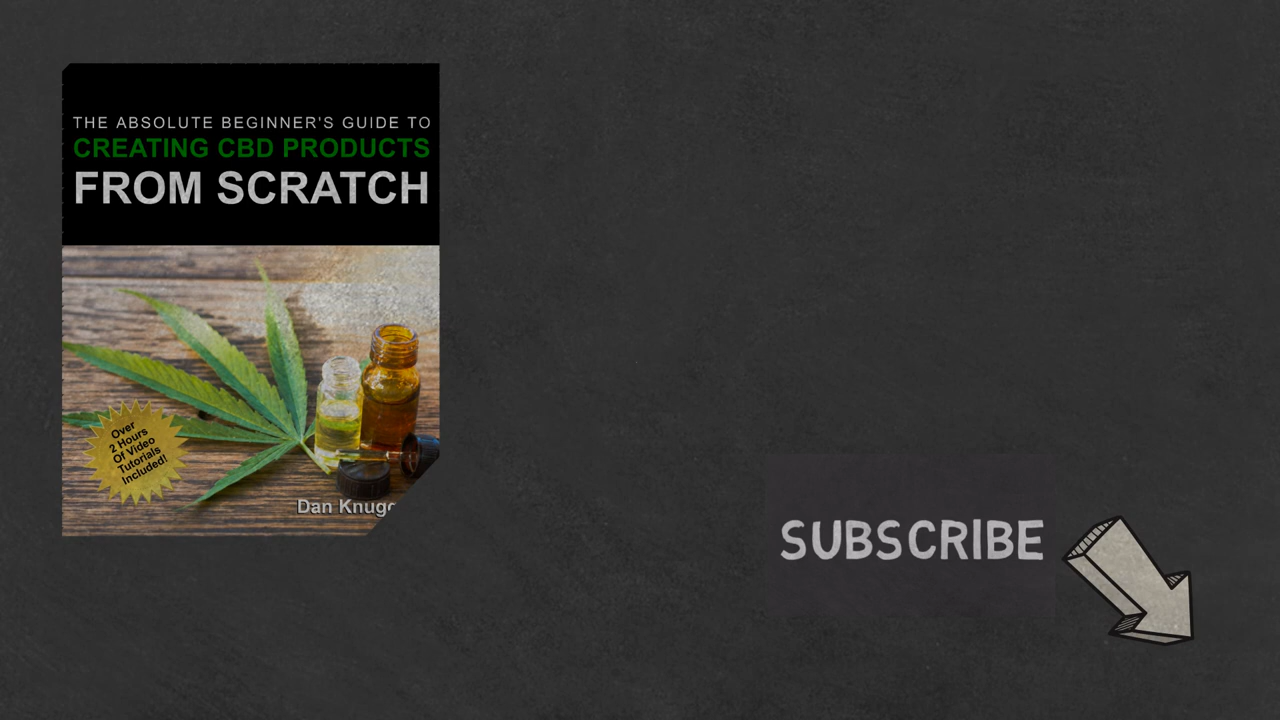 THE ABSOLUTE BEGINNER'S GUIDE TO
CREATING CBD PRODUCTS
FROM SCRATCH
Over
2 Hours
Of Video
Tutorials
Included!
Dan
SUBSCRIBE